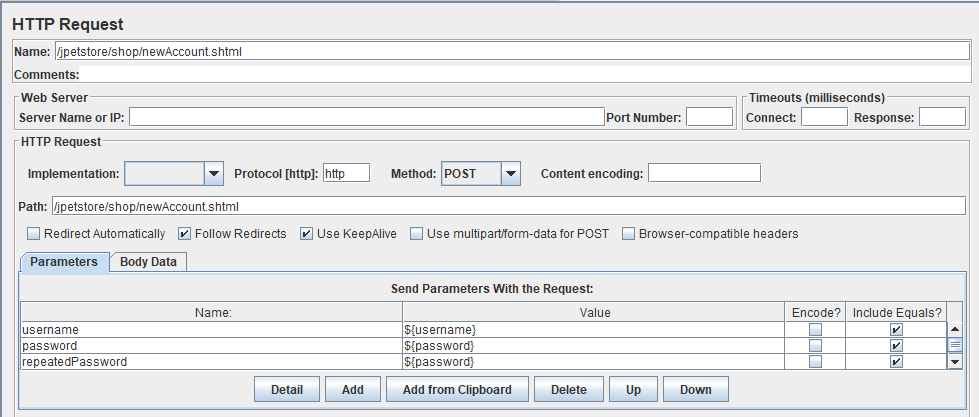 HTTP Request
Name: /jpetstore/shop/newAccount.shtml
Comments:
Web Server Timeouts (milliseconds)
Server Name or IP: Port Number: Connect: Response:
HTTP Request
Implementation: Protocol [http]: http Method: POST Content encoding:
Path: /jpetstore/shop/newAccount.shtml
Redirect Automatically Follow Redirects Use KeepAlive Use multipart/form-data for POST Browser-compatible headers
Parameters Body Data
Send Parameters With the Request:
Name: Value Encode? Include Equals?
username ${username}
password ${password}
repeatedPassword ${password}
Detail Add Add from Clipboard Delete Up Down